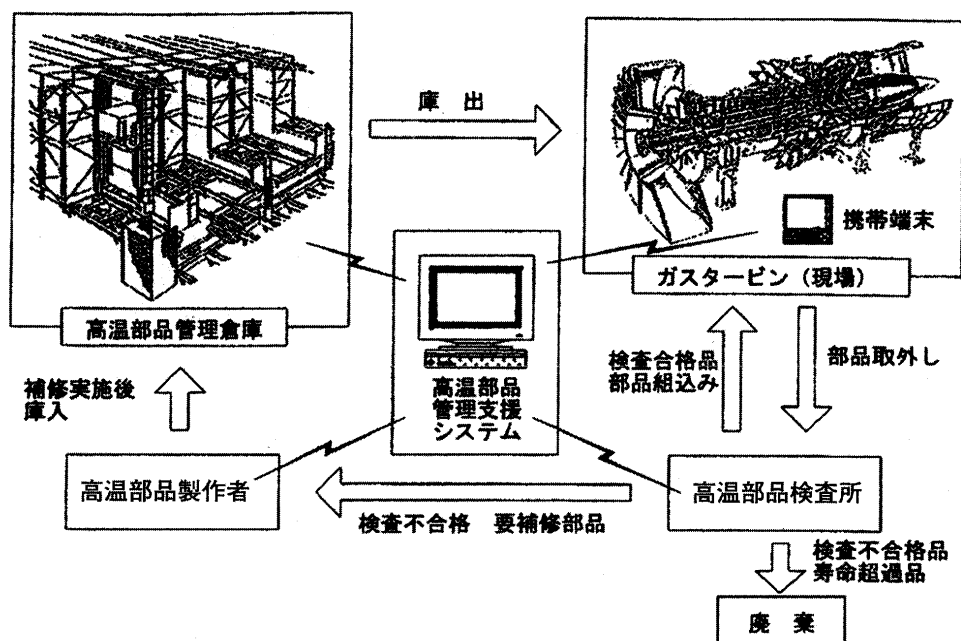 庫 出
携帯端末
ガスタービン（現場）
高温部品管理倉庫
高温部品
管理支援
システム
検査合格品
部品組込み
部品取外し
補修実施後
庫入
高温部品製作者
高温部品検査所
検査不合格 要補修部品
検査不合格品
寿命超過品
廃 棄